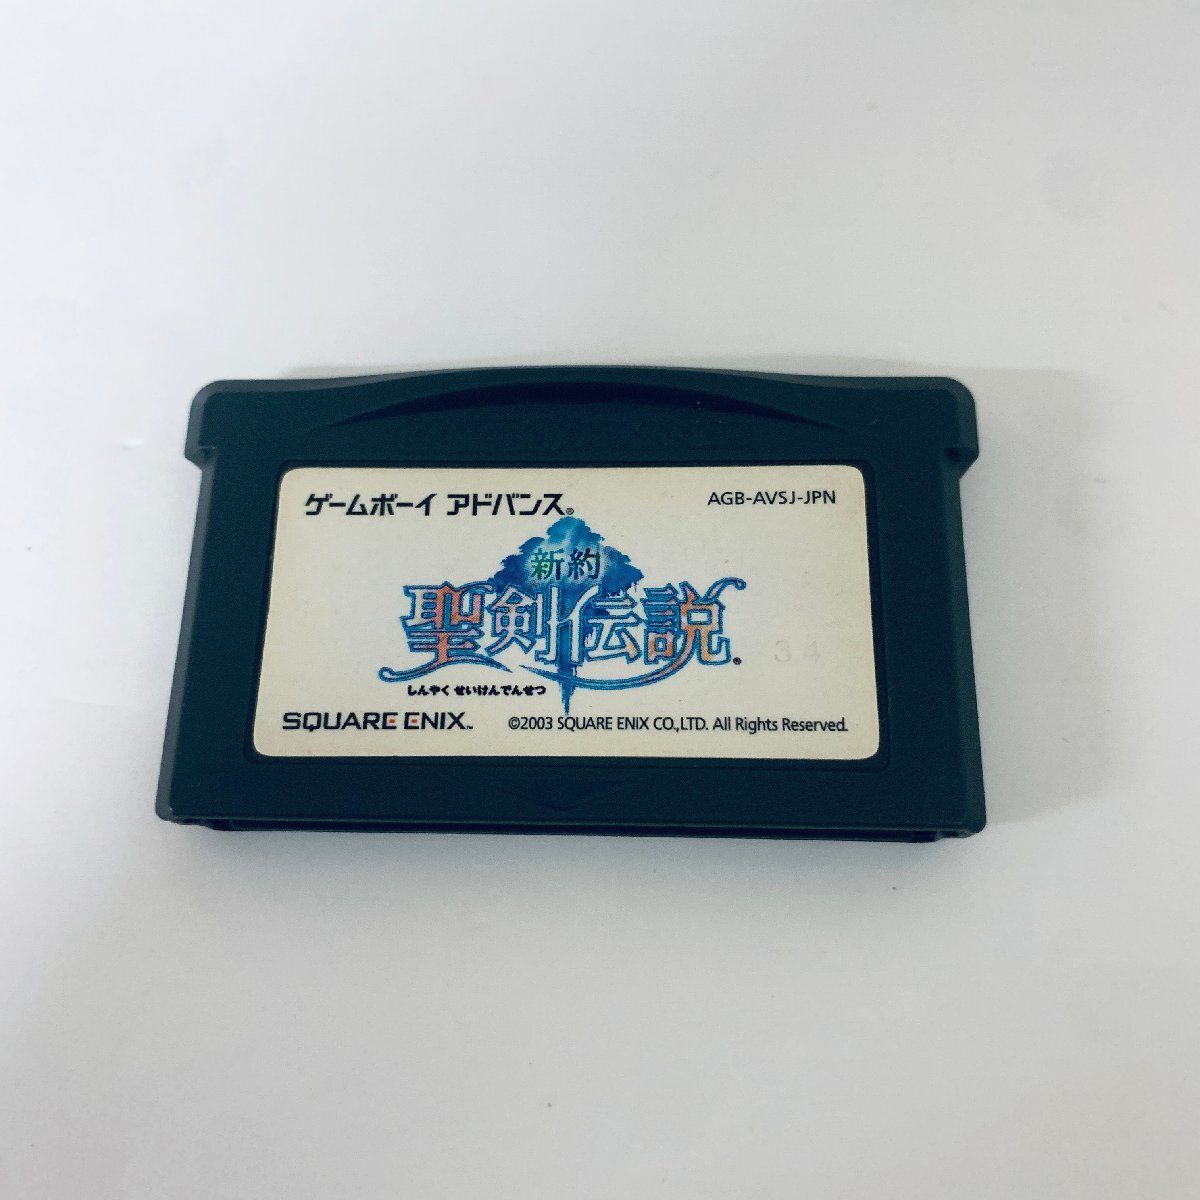 ゲームボーイ アドバンス®
AGB-AVSJ-JPN
新約
聖剣伝説®
34
しんやく せいけんでんせつ
SQUARE ENIX™
©2003 SQUARE ENIX CO.,LTD. All Rights Reserved.